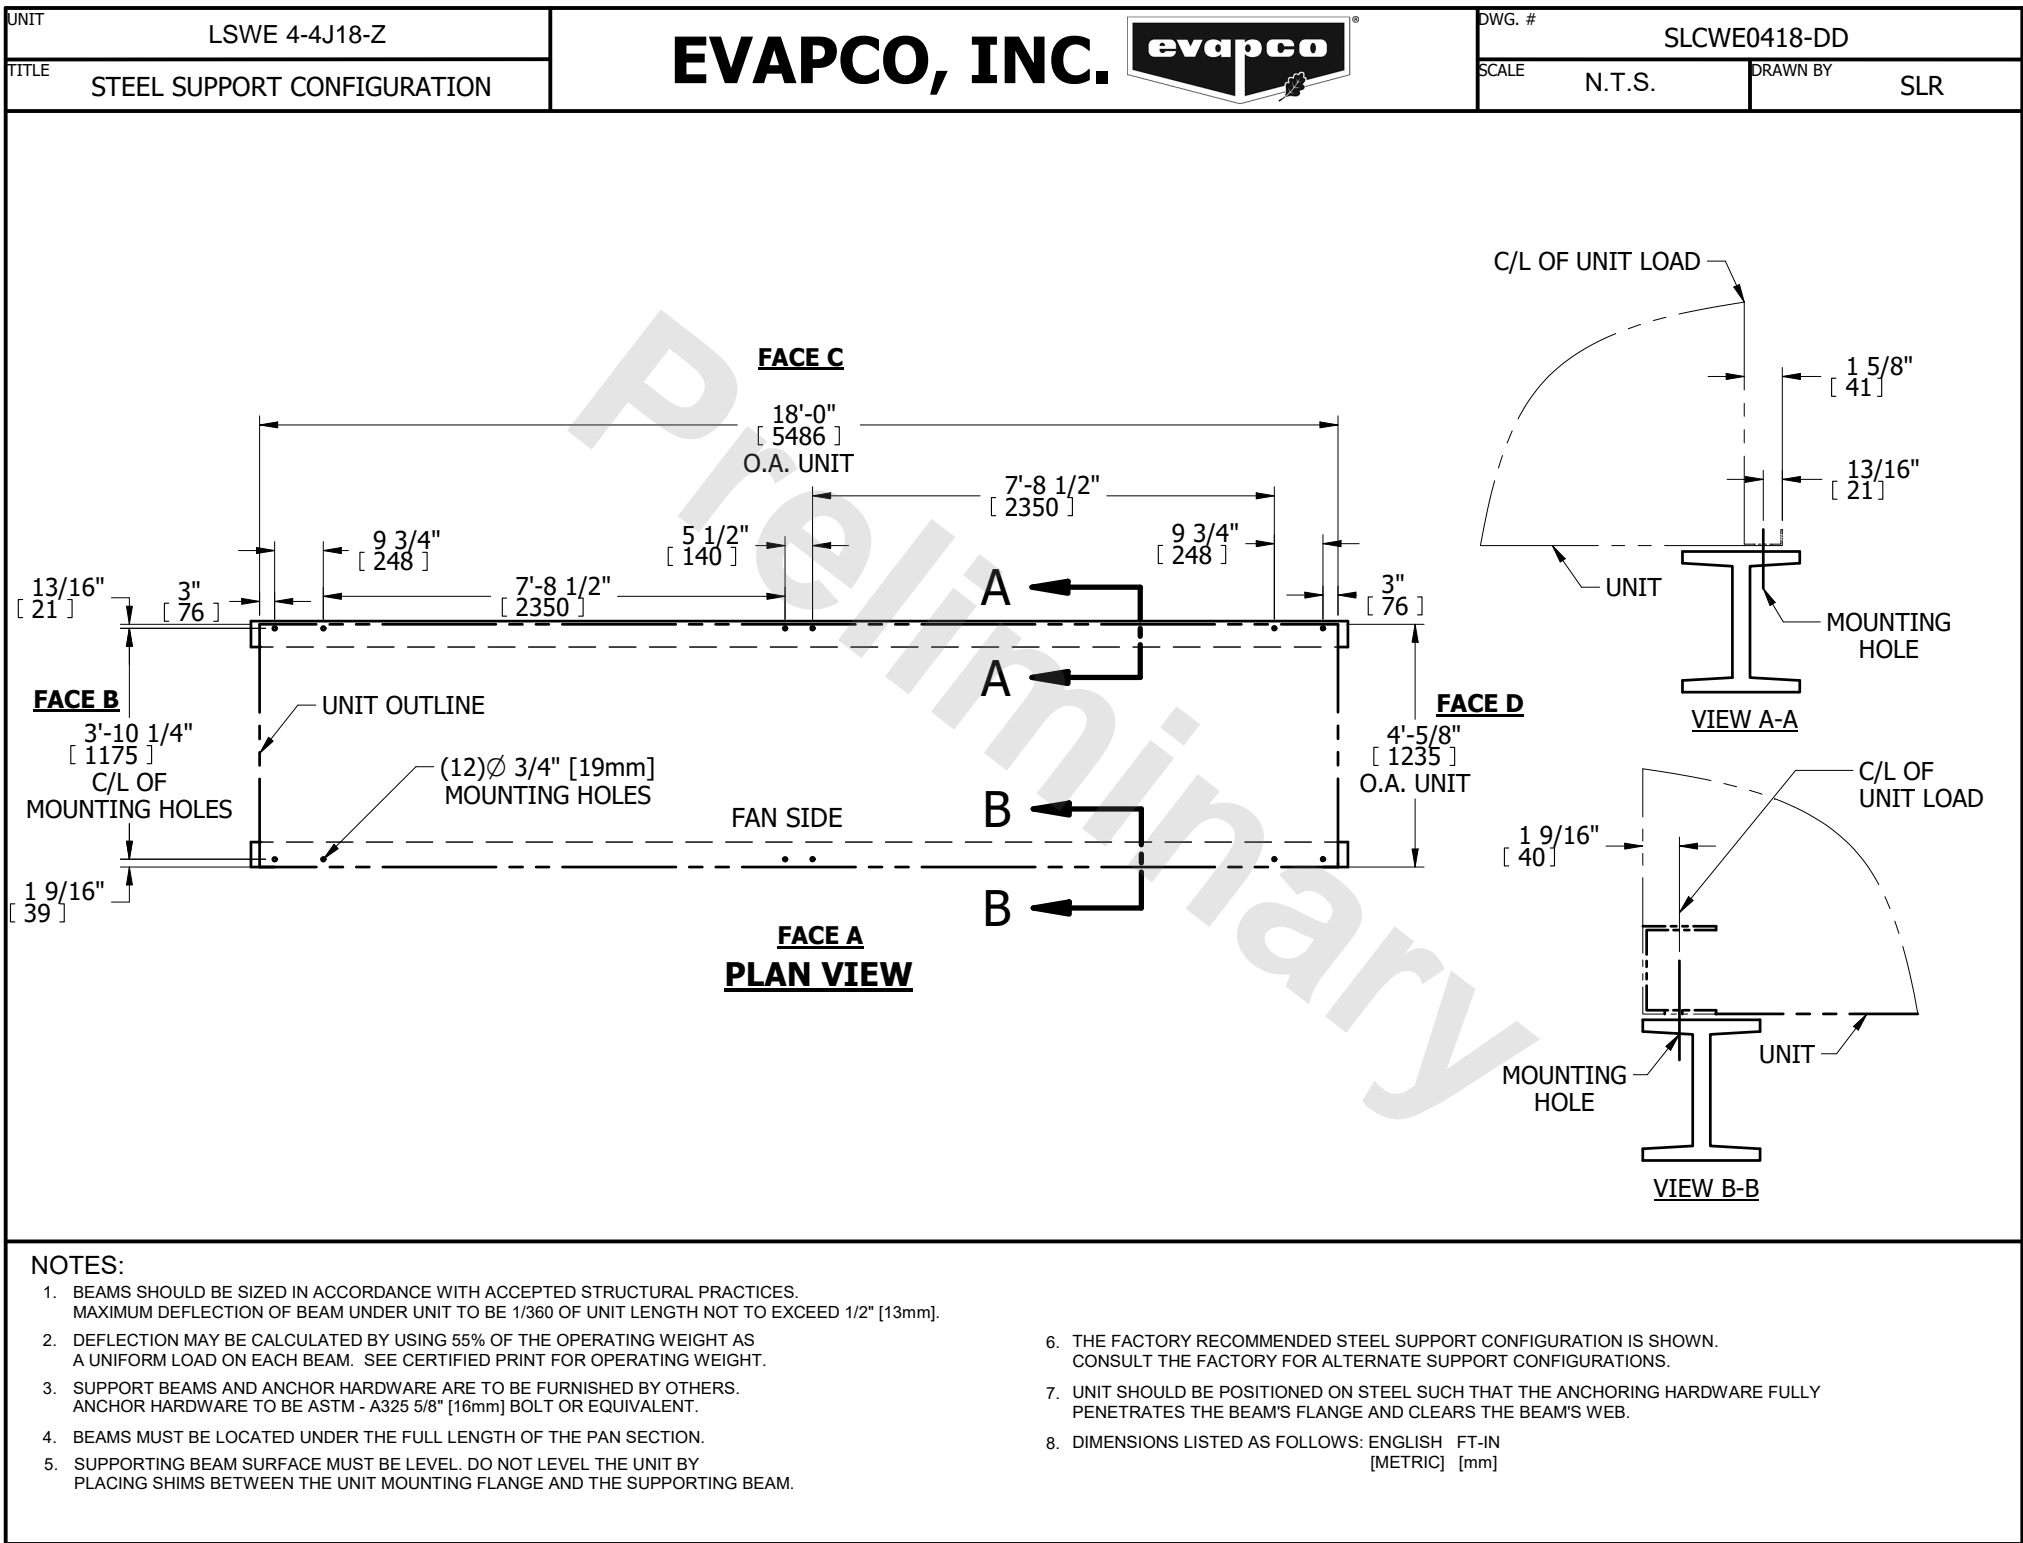 UNIT
LSWE 4-4J18-Z
TITLE
STEEL SUPPORT CONFIGURATION
EVAPCO, INC.
evapco
®
DWG. #
SLCWE0418-DD
SCALE
N.T.S.
DRAWN BY
SLR
Preliminary
FACE C
18'-0"
[ 5486 ]
O.A. UNIT
7'-8 1/2"
[ 2350 ]
9 3/4"
[ 248 ]
5 1/2"
[ 140 ]
9 3/4"
[ 248 ]
13/16"
[ 21 ]
3"
[ 76 ]
7'-8 1/2"
[ 2350 ]
A
3"
[ 76 ]
A
FACE B
UNIT OUTLINE
3'-10 1/4"
[ 1175 ]
C/L OF
MOUNTING HOLES
(12)Ø 3/4" [19mm]
MOUNTING HOLES
FAN SIDE
B
B
FACE D
4'-5/8"
[ 1235 ]
O.A. UNIT
1 9/16"
[ 39 ]
FACE A
PLAN VIEW
C/L OF UNIT LOAD
1 5/8"
[ 41 ]
13/16"
[ 21 ]
UNIT
MOUNTING
HOLE
VIEW A-A
C/L OF
UNIT LOAD
1 9/16"
[ 40 ]
UNIT
MOUNTING
HOLE
VIEW B-B
NOTES:
1. BEAMS SHOULD BE SIZED IN ACCORDANCE WITH ACCEPTED STRUCTURAL PRACTICES.
MAXIMUM DEFLECTION OF BEAM UNDER UNIT TO BE 1/360 OF UNIT LENGTH NOT TO EXCEED 1/2" [13mm].
2. DEFLECTION MAY BE CALCULATED BY USING 55% OF THE OPERATING WEIGHT AS
A UNIFORM LOAD ON EACH BEAM. SEE CERTIFIED PRINT FOR OPERATING WEIGHT.
3. SUPPORT BEAMS AND ANCHOR HARDWARE ARE TO BE FURNISHED BY OTHERS.
ANCHOR HARDWARE TO BE ASTM - A325 5/8" [16mm] BOLT OR EQUIVALENT.
4. BEAMS MUST BE LOCATED UNDER THE FULL LENGTH OF THE PAN SECTION.
5. SUPPORTING BEAM SURFACE MUST BE LEVEL. DO NOT LEVEL THE UNIT BY
PLACING SHIMS BETWEEN THE UNIT MOUNTING FLANGE AND THE SUPPORTING BEAM.
6. THE FACTORY RECOMMENDED STEEL SUPPORT CONFIGURATION IS SHOWN.
CONSULT THE FACTORY FOR ALTERNATE SUPPORT CONFIGURATIONS.
7. UNIT SHOULD BE POSITIONED ON STEEL SUCH THAT THE ANCHORING HARDWARE FULLY
PENETRATES THE BEAM'S FLANGE AND CLEARS THE BEAM'S WEB.
8. DIMENSIONS LISTED AS FOLLOWS: ENGLISH FT-IN
[METRIC] [mm]